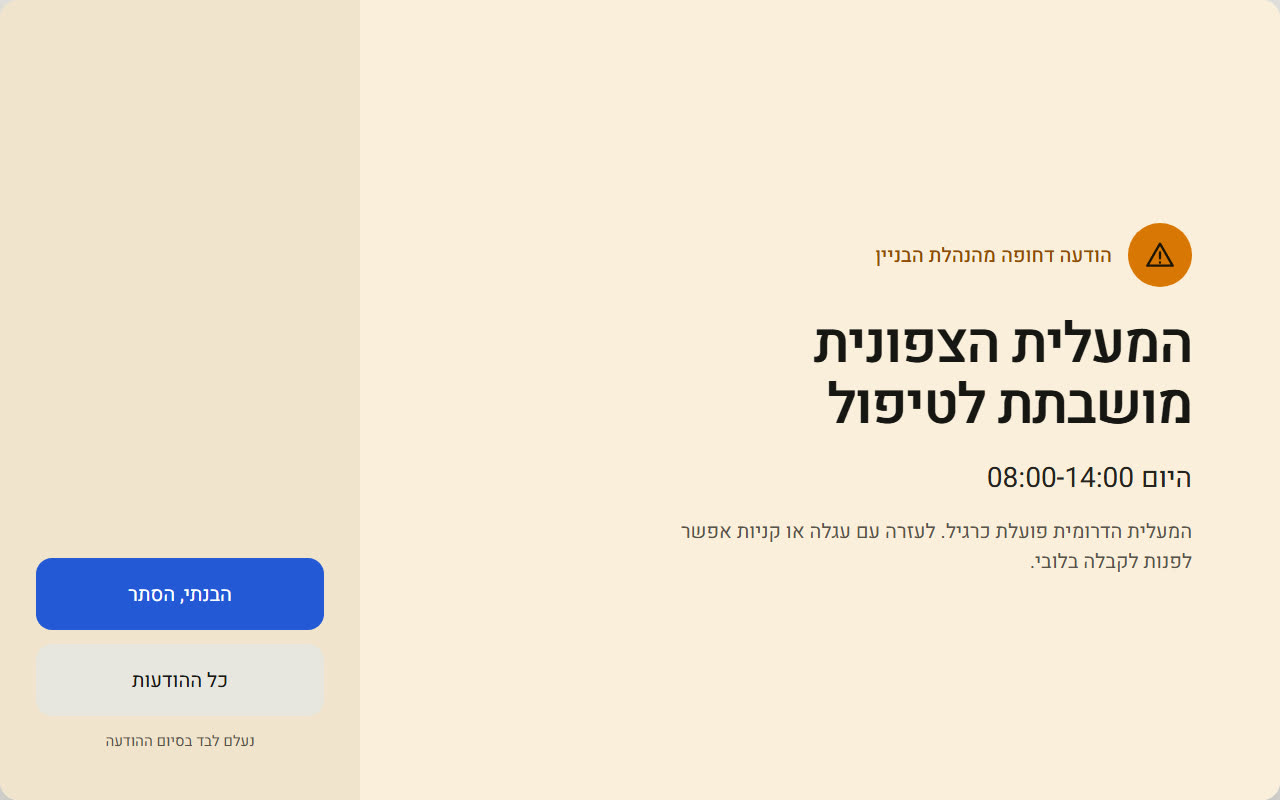 הודעה דחופה מהנהלת הבניין
המעלית הצפונית
מושבתת לטיפול
היום 08:00-14:00
המעלית הדרומית פועלת כרגיל. לעזרה עם עגלה או קניות אפשר
לפנות לקבלה בלובי.
הבנתי, הסתר
כל ההודעות
נעלם לבד בסיום ההודעה